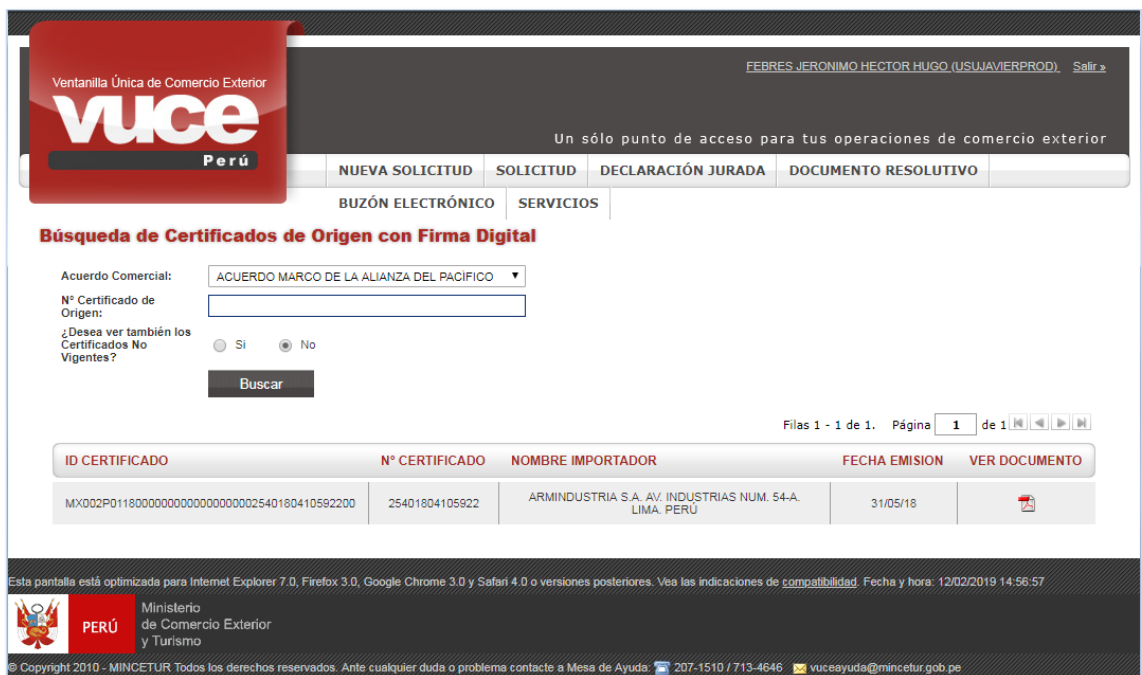 Ventanilla Única de Comercio Exterior
vuce
Perú
FEBRES JERONIMO HECTOR HUGO (USUJAVIERPROD) Salir »
Un sólo punto de acceso para tus operaciones de comercio exterior
NUEVA SOLICITUD SOLICITUD DECLARACIÓN JURADA DOCUMENTO RESOLUTIVO
BUZÓN ELECTRÓNICO SERVICIOS
Búsqueda de Certificados de Origen con Firma Digital
Acuerdo Comercial: ACUERDO MARCO DE LA ALIANZA DEL PACÍFICO
Nº Certificado de
Origen:
¿Desea ver también los
Certificados No
Vigentes?
Si No
Buscar
Filas 1 - 1 de 1. Página 1 de 1
ID CERTIFICADO Nº CERTIFICADO NOMBRE IMPORTADOR FECHA EMISION VER DOCUMENTO
25401804105922 ARMINDUSTRIA S.A. AV. INDUSTRIAS NUM. 54-A. 31/05/18
LIMA. PERÚ
Esta pantalla está optimizada para Internet Explorer 7.0, Firefox 3.0, Google Chrome 3.0 y Safari 4.0 o versiones posteriores. Vea las indicaciones de compatibilidad. Fecha y hora: 12/02/2019 14:56:57
PERÚ
Ministerio
de Comercio Exterior
y Turismo
© Copyright 2010 - MINCETUR Todos los derechos reservados. Ante cualquier duda o problema contacte a Mesa de Ayuda: 207-1510 / 713-4646 vuceayuda@mincetur.gob.pe